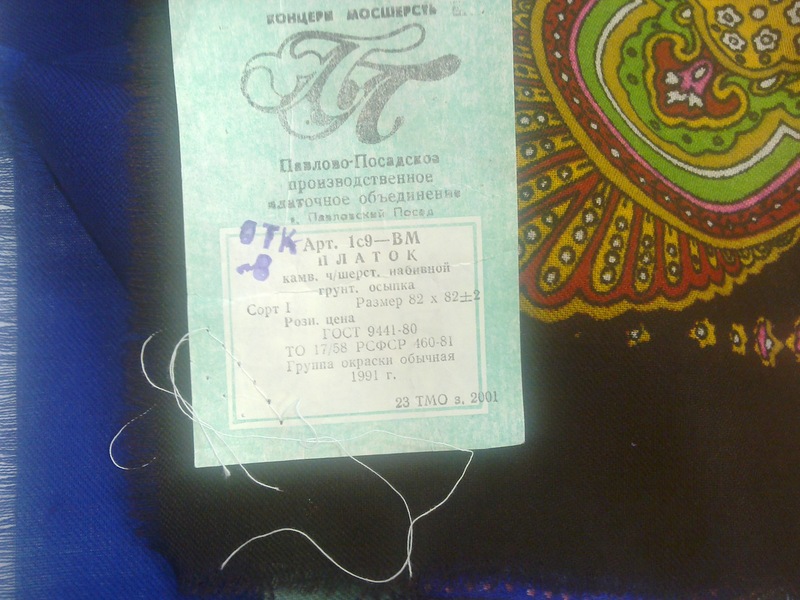 КОНЦЕРН МОСШЕРСТЬ
ПП
Павлово-Посадское
производственное
платочное объединение
г. Павловский Посад
ОТК
-8
Арт. 1с9—ВМ
ПЛАТОК
камв. ч/шерст. набивной
грунт. осыпка
Сорт I Размер 82 х 82±2
Розн. цена
ГОСТ 9441-80
ТО 17/58 РСФСР 460-81
Группа окраски обычная
1991 г.
23 ТМО з. 2001